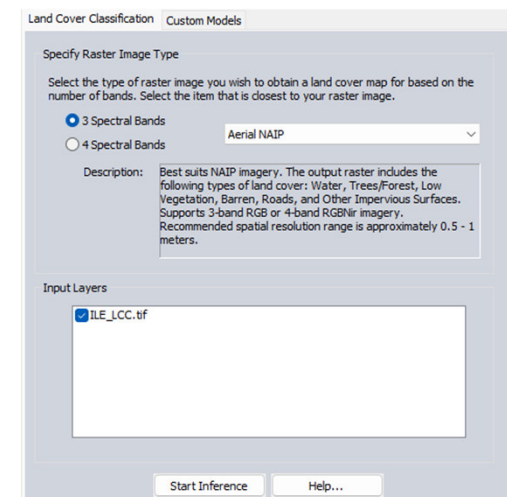 Land Cover Classification Custom Models
Specify Raster Image Type
Select the type of raster image you wish to obtain a land cover map for based on the
number of bands. Select the item that is closest to your raster image.
3 Spectral Bands
Aerial NAIP
4 Spectral Bands
Description: Best suits NAIP imagery. The output raster includes the
following types of land cover: Water, Trees/Forest, Low
Vegetation, Barren, Roads, and Other Impervious Surfaces.
Supports 3-band RGB or 4-band RGBNir imagery.
Recommended spatial resolution range is approximately 0.5 - 1
meters.
Input Layers
ILE_LCC.tif
Start Inference Help...